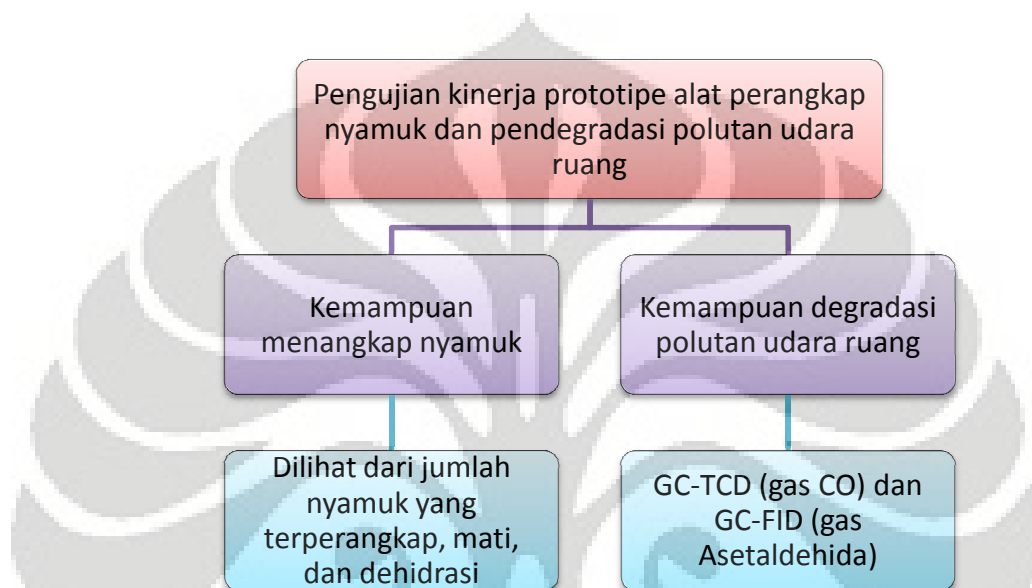 Pengujian kinerja prototipe alat perangkap
nyamuk dan pendegradasi polutan udara
ruang
Kemampuan
menangkap nyamuk
Kemampuan degradasi
polutan udara ruang
Dilihat dari jumlah
nyamuk yang
terperangkap, mati,
dan dehidrasi
GC-TCD (gas CO) dan
GC-FID (gas
Asetaldehida)